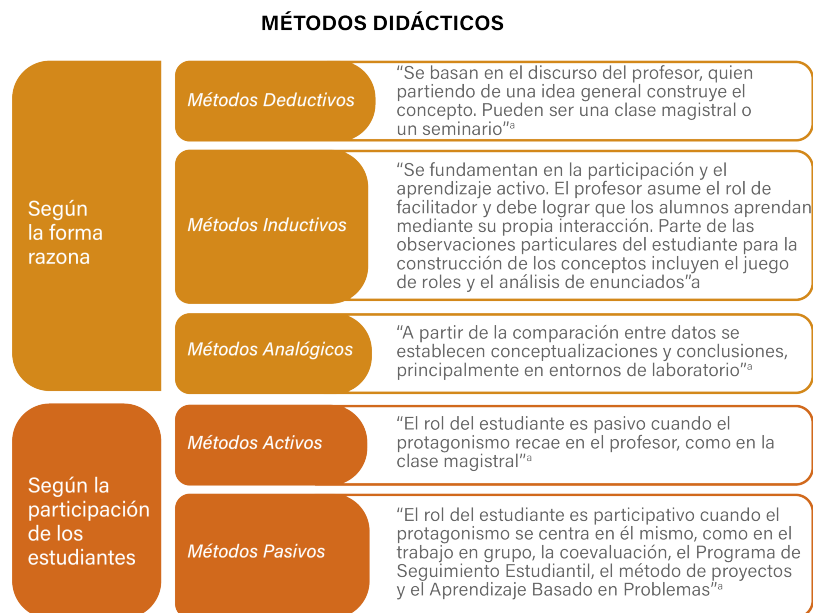 MÉTODOS DIDÁCTICOS
Según
la forma
razona
Métodos Deductivos
“Se basan en el discurso del profesor, quien
partiendo de una idea general construye el
concepto. Pueden ser una clase magistral o
un seminario”ª
Métodos Inductivos
“Se fundamentan en la participación y el
aprendizaje activo. El profesor asume el rol de
facilitador y debe lograr que los alumnos aprendan
mediante su propia interacción. Parte de las
observaciones particulares del estudiante para la
construcción de los conceptos incluyen el juego
de roles y el análisis de enunciados”a
Métodos Analógicos
“A partir de la comparación entre datos se
establecen conceptualizaciones y conclusiones,
principalmente en entornos de laboratorio”ª
Según la
participación
de los
estudiantes
Métodos Activos
“El rol del estudiante es pasivo cuando el
protagonismo recae en el profesor, como en la
clase magistral”ª
Métodos Pasivos
“El rol del estudiante es participativo cuando el
protagonismo se centra en él mismo, como en el
trabajo en grupo, la coevaluación, el Programa de
Seguimiento Estudiantil, el método de proyectos
y el Aprendizaje Basado en Problemas”ª